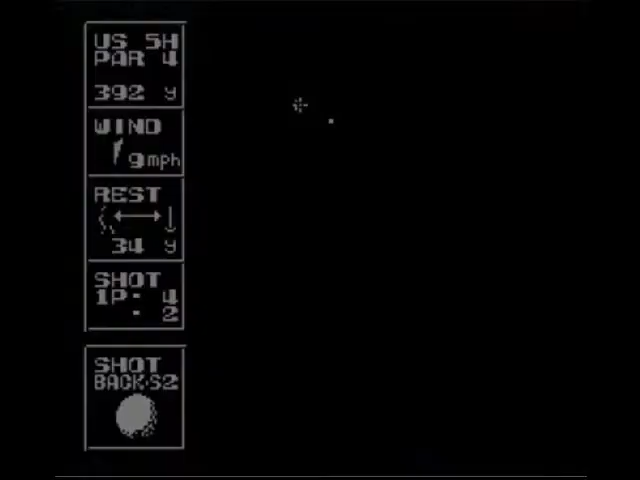 US 5H
PAR 4
392 y
WIND
9mph
REST
34 y
SHOT
1P· 4
· 2
SHOT
BACK·S2